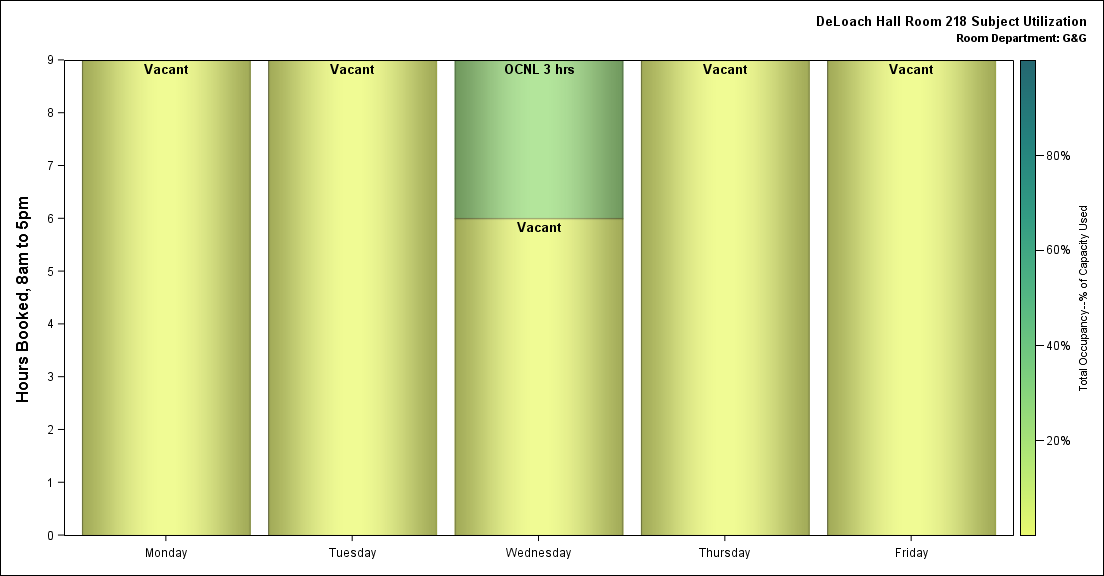 DeLoach Hall Room 218 Subject Utilization
Room Department: G&G
Hours Booked, 8am to 5pm
9
8
7
6
5
4
3
2
1
0
Vacant
Vacant
OCNL 3 hrs
Vacant
Vacant
Vacant
Monday
Tuesday
Wednesday
Thursday
Friday
80%
60%
40%
20%
Total Occupancy--% of Capacity Used